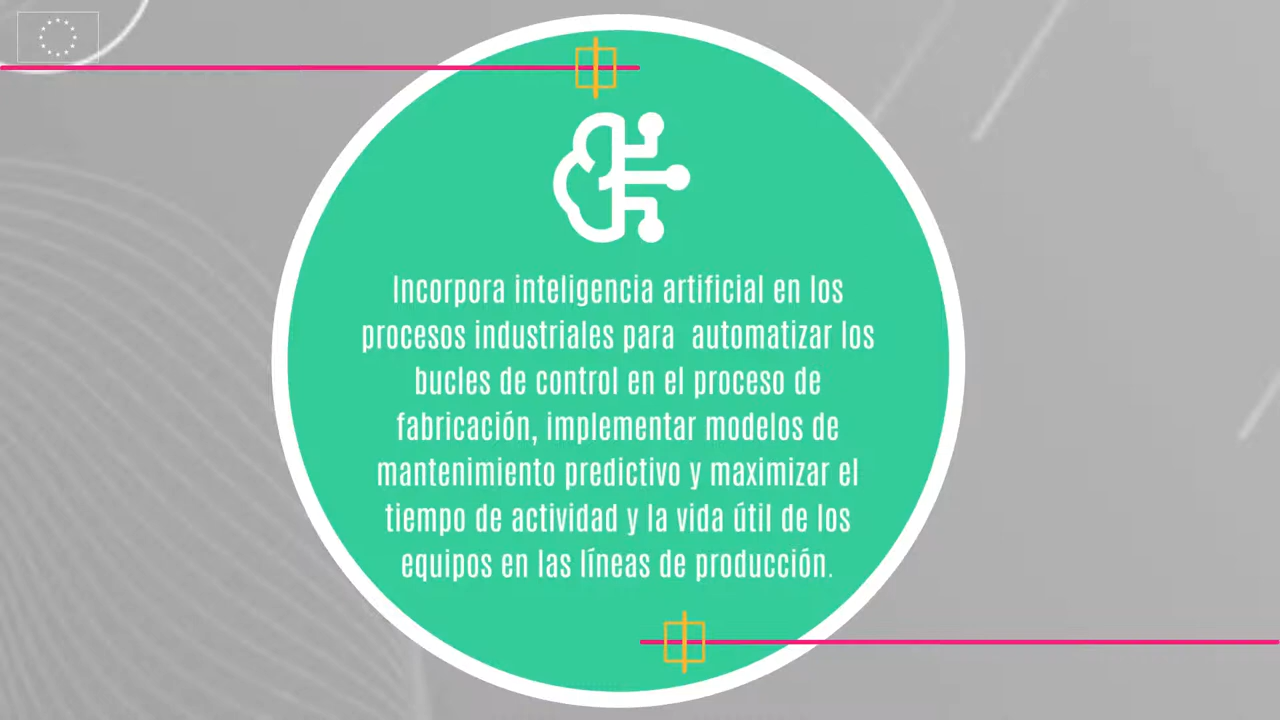 Incorpora inteligencia artificial en los
procesos industriales para automatizar los
bucles de control en el proceso de
fabricación, implementar modelos de
mantenimiento predictivo y maximizar el
tiempo de actividad y la vida útil de los
equipos en las líneas de producción.